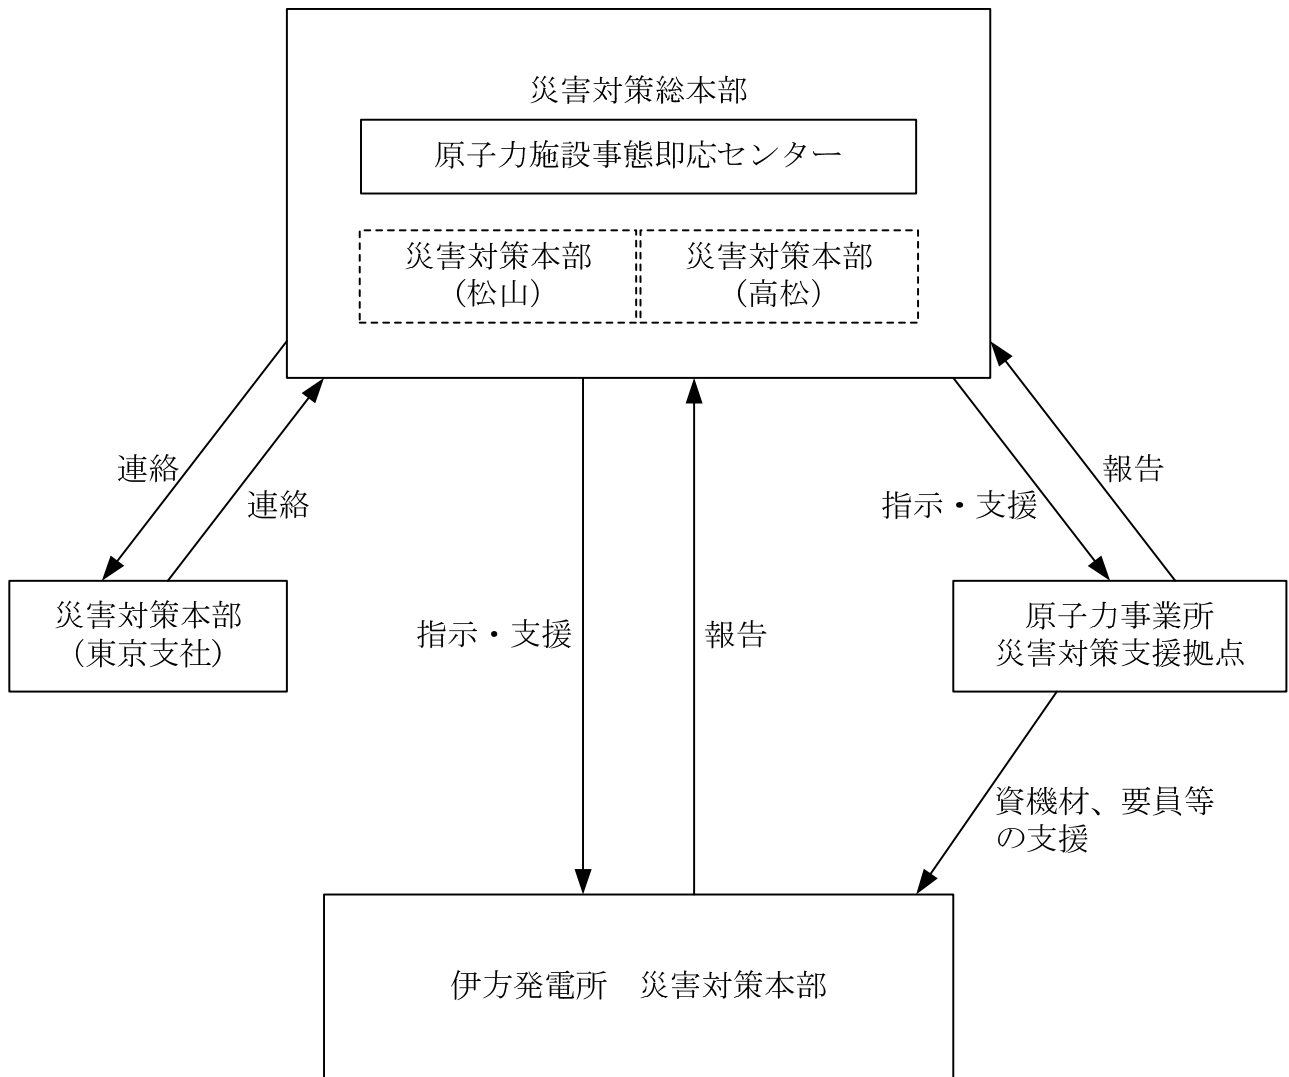 災害対策総本部
原子力施設事態即応センター
災害対策本部
（松山）
災害対策本部
（高松）
連絡
連絡
指示・支援
報告
災害対策本部
（東京支社）
指示・支援
報告
原子力事業所
災害対策支援拠点
資機材、要員等
の支援
伊方発電所　災害対策本部